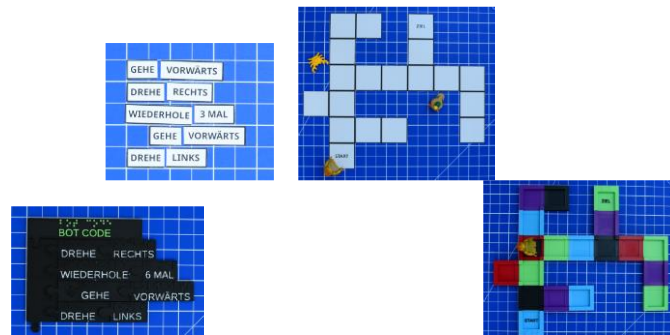 GEHE VORWÄRTS
DREHE RECHTS
WIEDERHOLE 3 MAL
GEHE VORWÄRTS
DREHE LINKS
ZIEL
START
BOT CODE
DREHE RECHTS
WIEDERHOLE 6 MAL
GEHE VORWÄRTS
DREHE LINKS
ZIEL
START